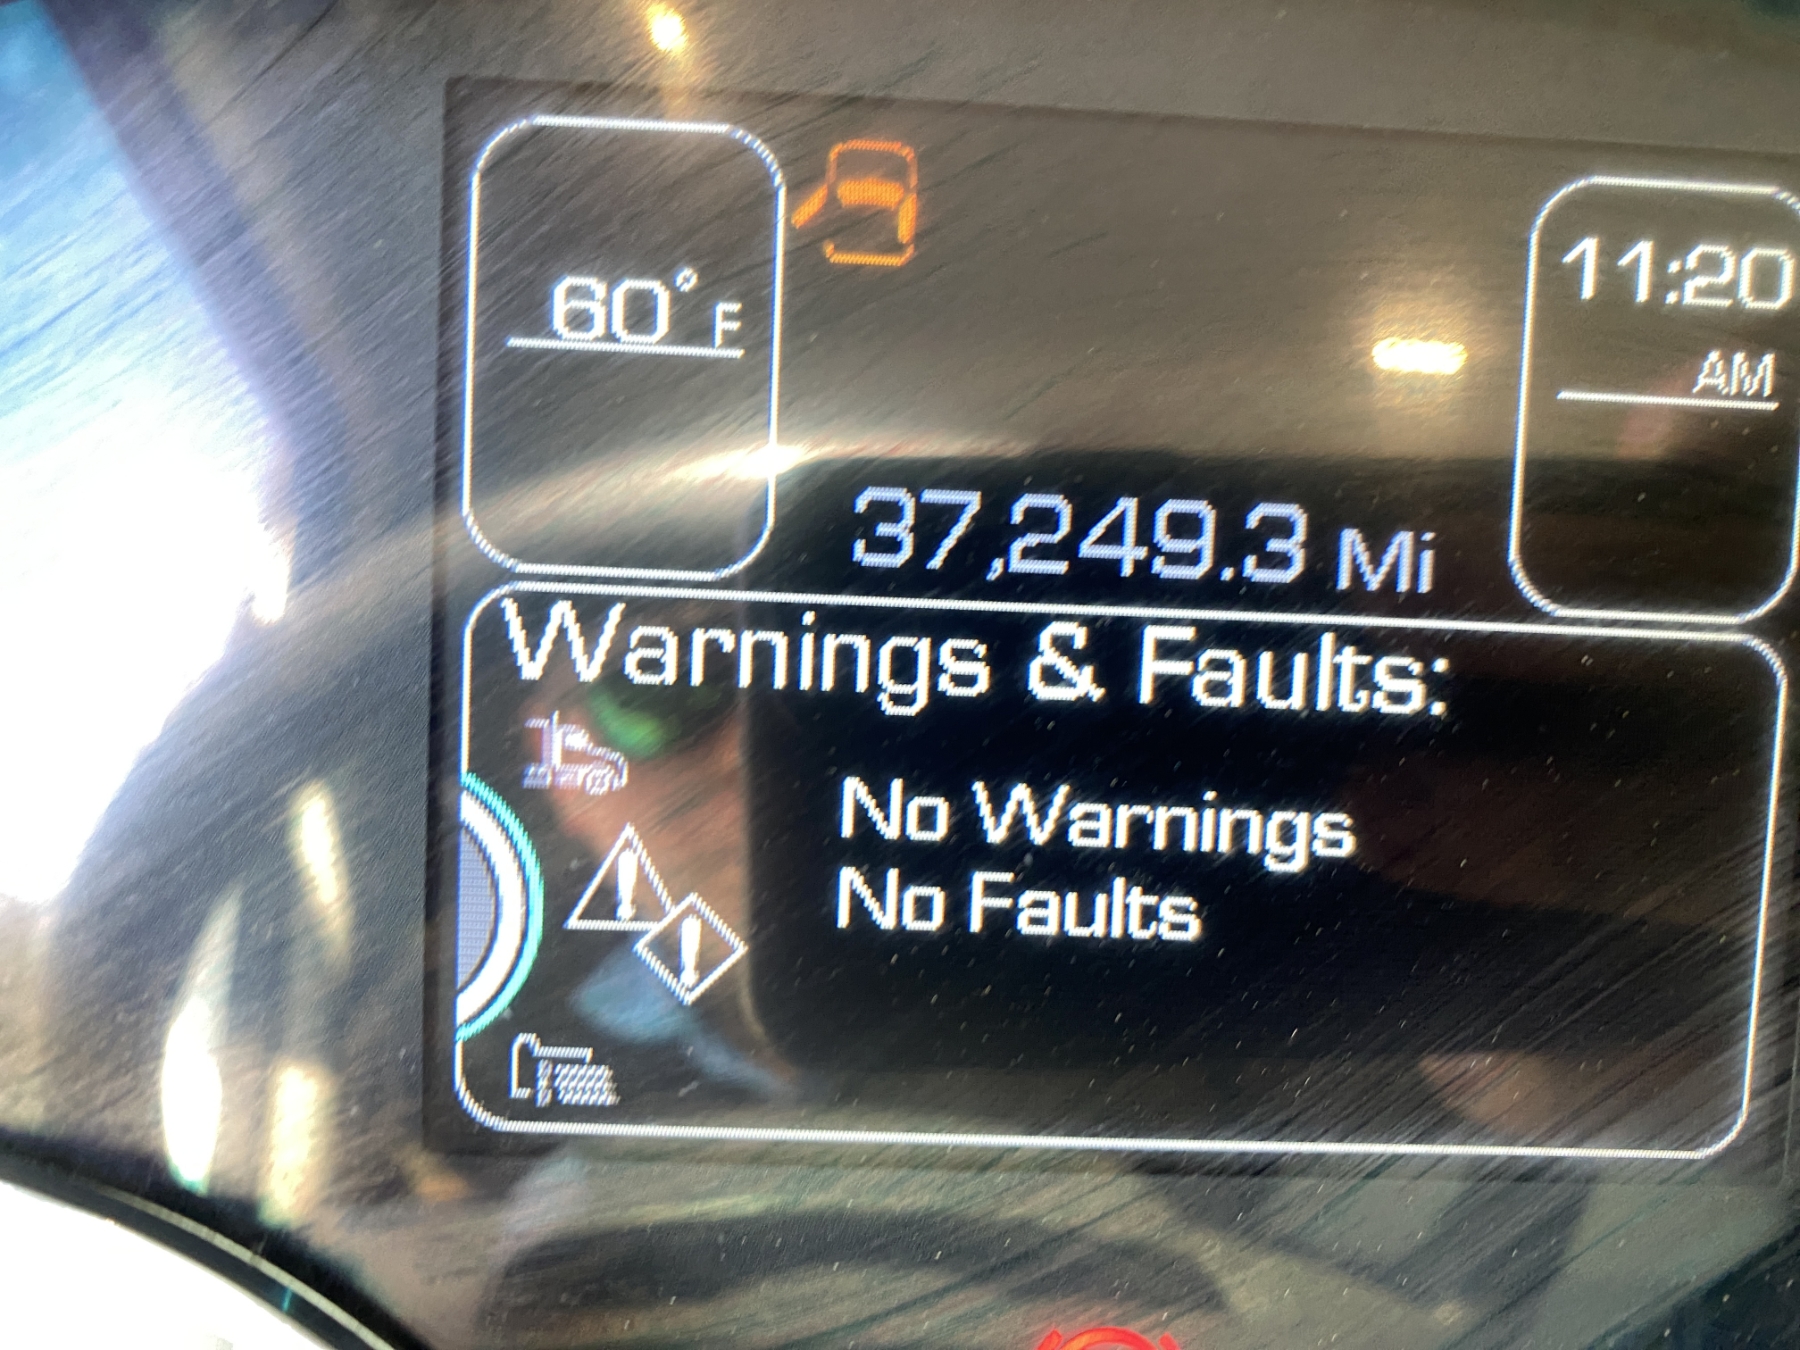 60° F
11:20
AM
37,249.3 Mi
Warnings & Faults:
No Warnings
No Faults